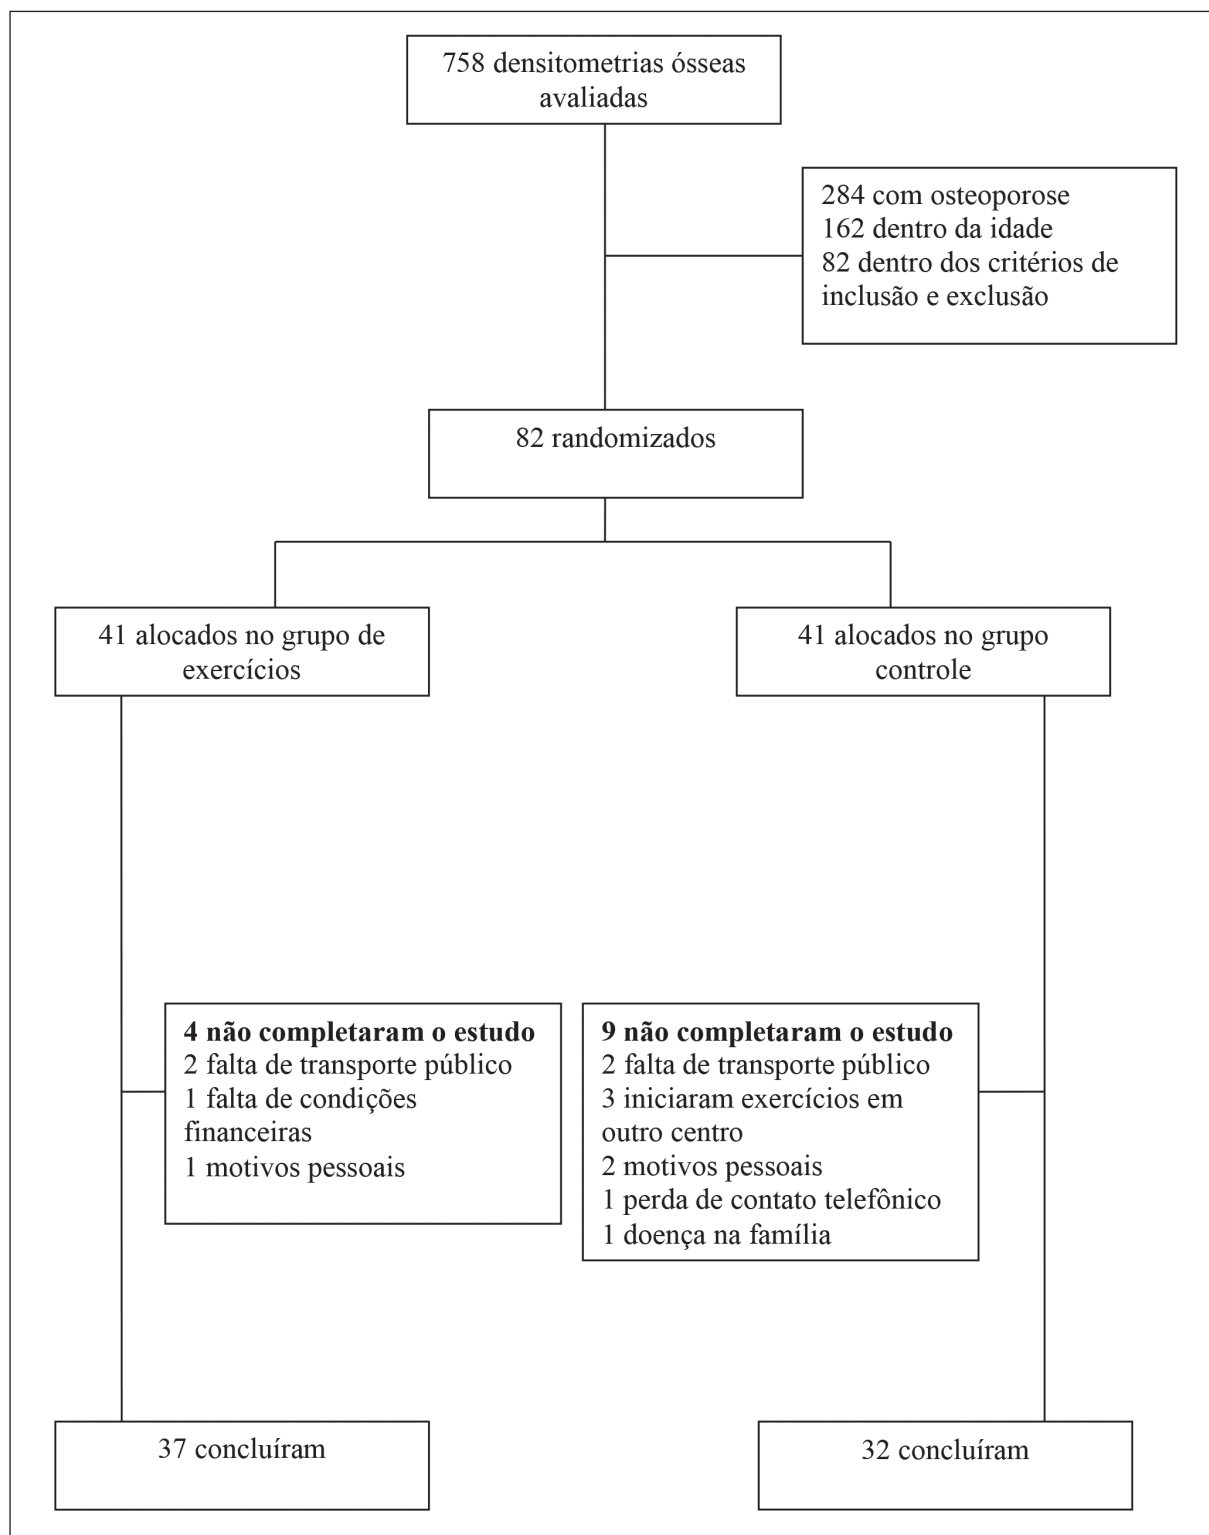 758 densitometrias ósseas
avaliadas
284 com osteoporose
162 dentro da idade
82 dentro dos critérios de
inclusão e exclusão
82 randomizados
41 alocados no grupo de
exercícios
41 alocados no grupo
controle
4 não completaram o estudo
2 falta de transporte público
1 falta de condições
financeiras
1 motivos pessoais
9 não completaram o estudo
2 falta de transporte público
3 iniciaram exercícios em
outro centro
2 motivos pessoais
1 perda de contato telefônico
1 doença na família
37 concluíram
32 concluíram